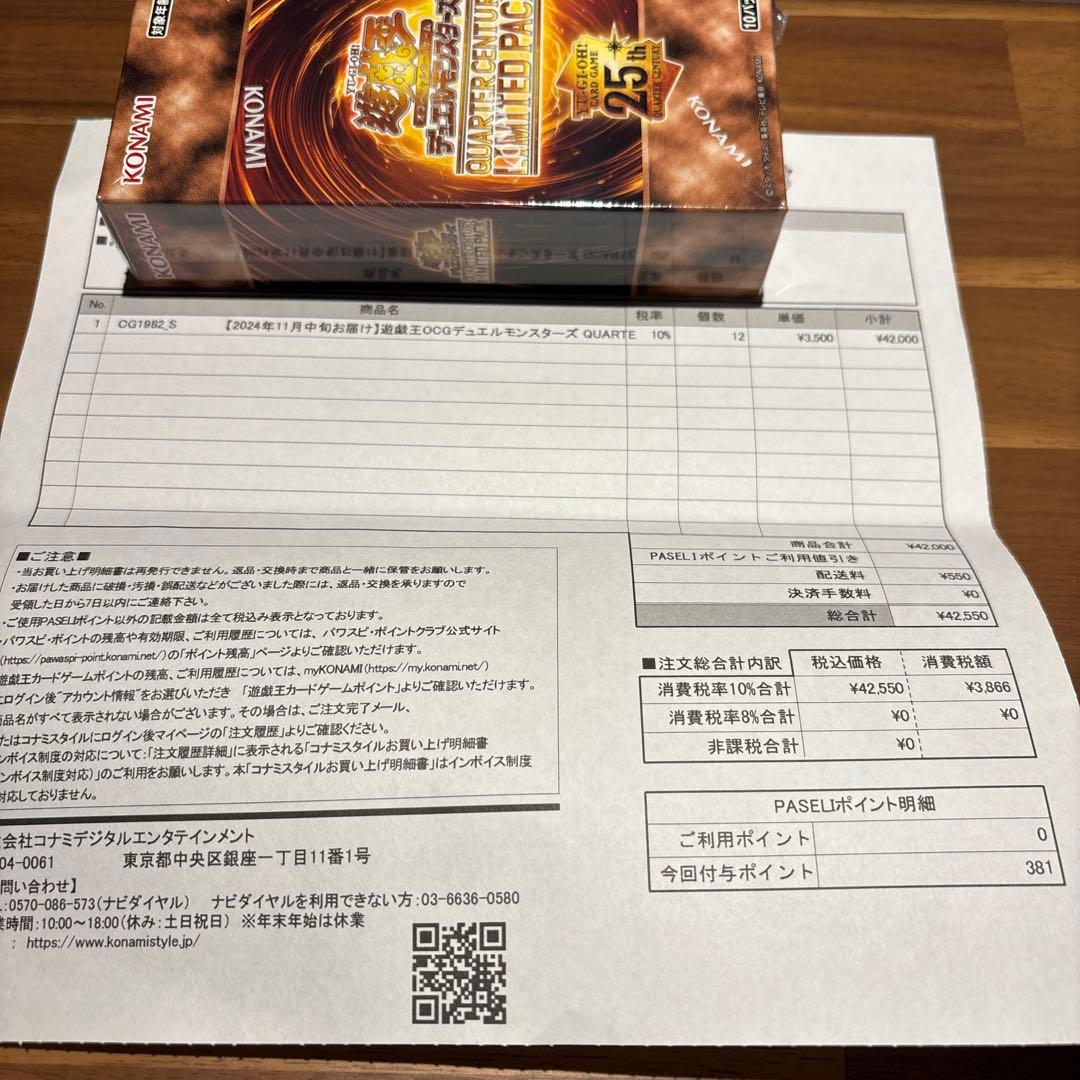 対象年齢
KONAMI
KONAMI
YU-GI-OH!
遊戯王
デュエルモンスターズ
QUARTER CENTURY
LIMITED PACK
YU-GI-OH!
CARD GAME
25th
QUARTER CENTURY
KONAMI
10パ
KONAMI
LIMITED PACK
No. 商品名 税率 個数 単価 小計
1 CG1982_S 【2024年11月中旬お届け】遊戯王OCGデュエルモンスターズ QUARTE 10% 12 ¥3,500 ¥42,000
商品合計 ¥42,000
PASELIポイントご利用値引き
配送料 ¥550
決済手数料 ¥0
総合計 ¥42,550
■ご注意■
・当お買い上げ明細書は再発行できません。返品・交換時まで商品と一緒に保管をお願いします。
・お届けした商品に破損・汚損・誤配送などがございました際には、返品・交換を承りますので
受領した日から7日以内にご連絡下さい。
・ご使用PASELIポイント以外の記載金額は全て税込み表示となっております。
・パワスピ・ポイントの残高や有効期限、ご利用履歴については、パワスピ・ポイントクラブ公式サイト
(https://pawaspi-point.konami.net/)の「ポイント残高」ページよりご確認いただけます。
遊戯王カードゲームポイントの残高、ご利用履歴については、myKONAMI(https://my.konami.net/)
にログイン後"アカウント情報"をお選びいただき 「遊戯王カードゲームポイント」よりご確認いただけます。
商品名がすべて表示されない場合がございます。その場合は、ご注文完了メール、
たはコナミスタイルにログイン後マイページの「注文履歴」よりご確認ください。
ンボイス制度の対応について:「注文履歴詳細」に表示される「コナミスタイルお買い上げ明細書
ンボイス制度対応)」のご利用をお願いします。本「コナミスタイルお買い上げ明細書」はインボイス制度
対応しておりません。
■注文総合計内訳 税込価格 消費税額
消費税率10%合計 ¥42,550 ¥3,866
消費税率8%合計 ¥0 ¥0
非課税合計 ¥0
PASELIポイント明細
ご利用ポイント 0
今回付与ポイント 381
会社コナミデジタルエンタテインメント
04-0061 東京都中央区銀座一丁目11番1号
問い合わせ】
:0570-086-573(ナビダイヤル) ナビダイヤルを利用できない方:03-6636-0580
業時間:10:00~18:00(休み:土日祝日) ※年末年始は休業
: https://www.konamistyle.jp/